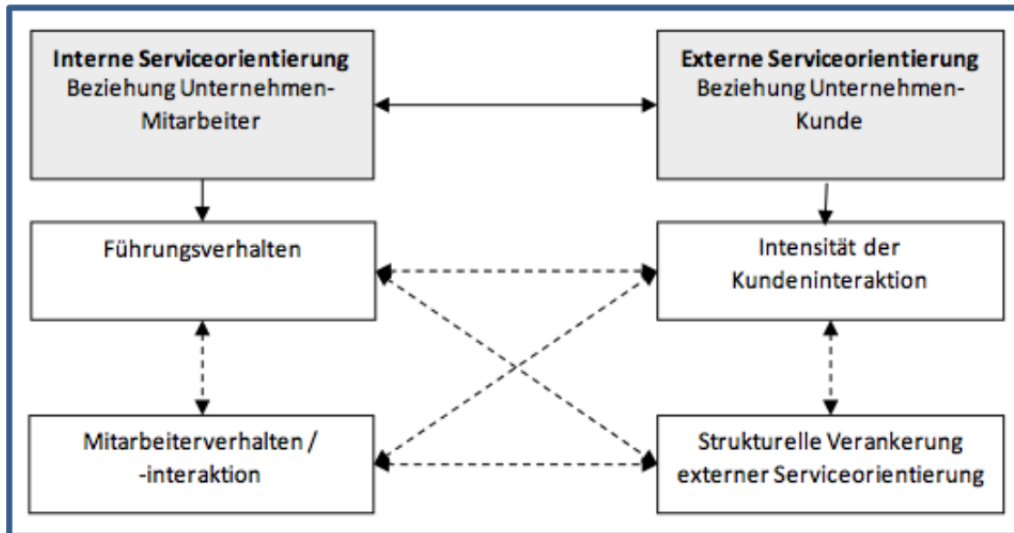 Interne Serviceorientierung
Beziehung Unternehmen-
Mitarbeiter
Externe Serviceorientierung
Beziehung Unternehmen-
Kunde
Führungsverhalten
Intensität der
Kundeninteraktion
Mitarbeiterverhalten /
-interaktion
Strukturelle Verankerung
externer Serviceorientierung